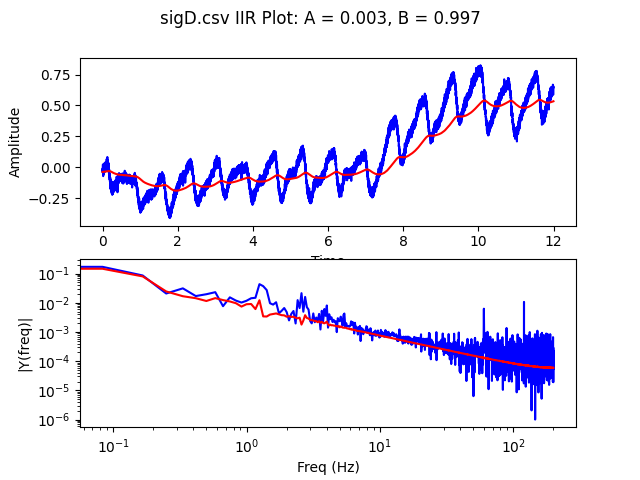 sigD.csv IIR Plot: A = 0.003, B = 0.997
0.75
0.50
0.25
0.00
−0.25
Amplitude
0 2 4 6 8 10 12
Time
10⁻¹
10⁻²
10⁻³
10⁻⁴
10⁻⁵
10⁻⁶
|Y(freq)|
10⁻¹ 10⁰ 10¹ 10²
Freq (Hz)